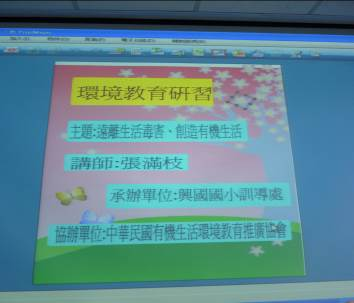 環境教育研習
主題:遠離生活毒害、創造有機生活
講師:張滿枝
承辦單位:興國國小訓導處
協辦單位:中華民國有機生活環境教育推廣協會